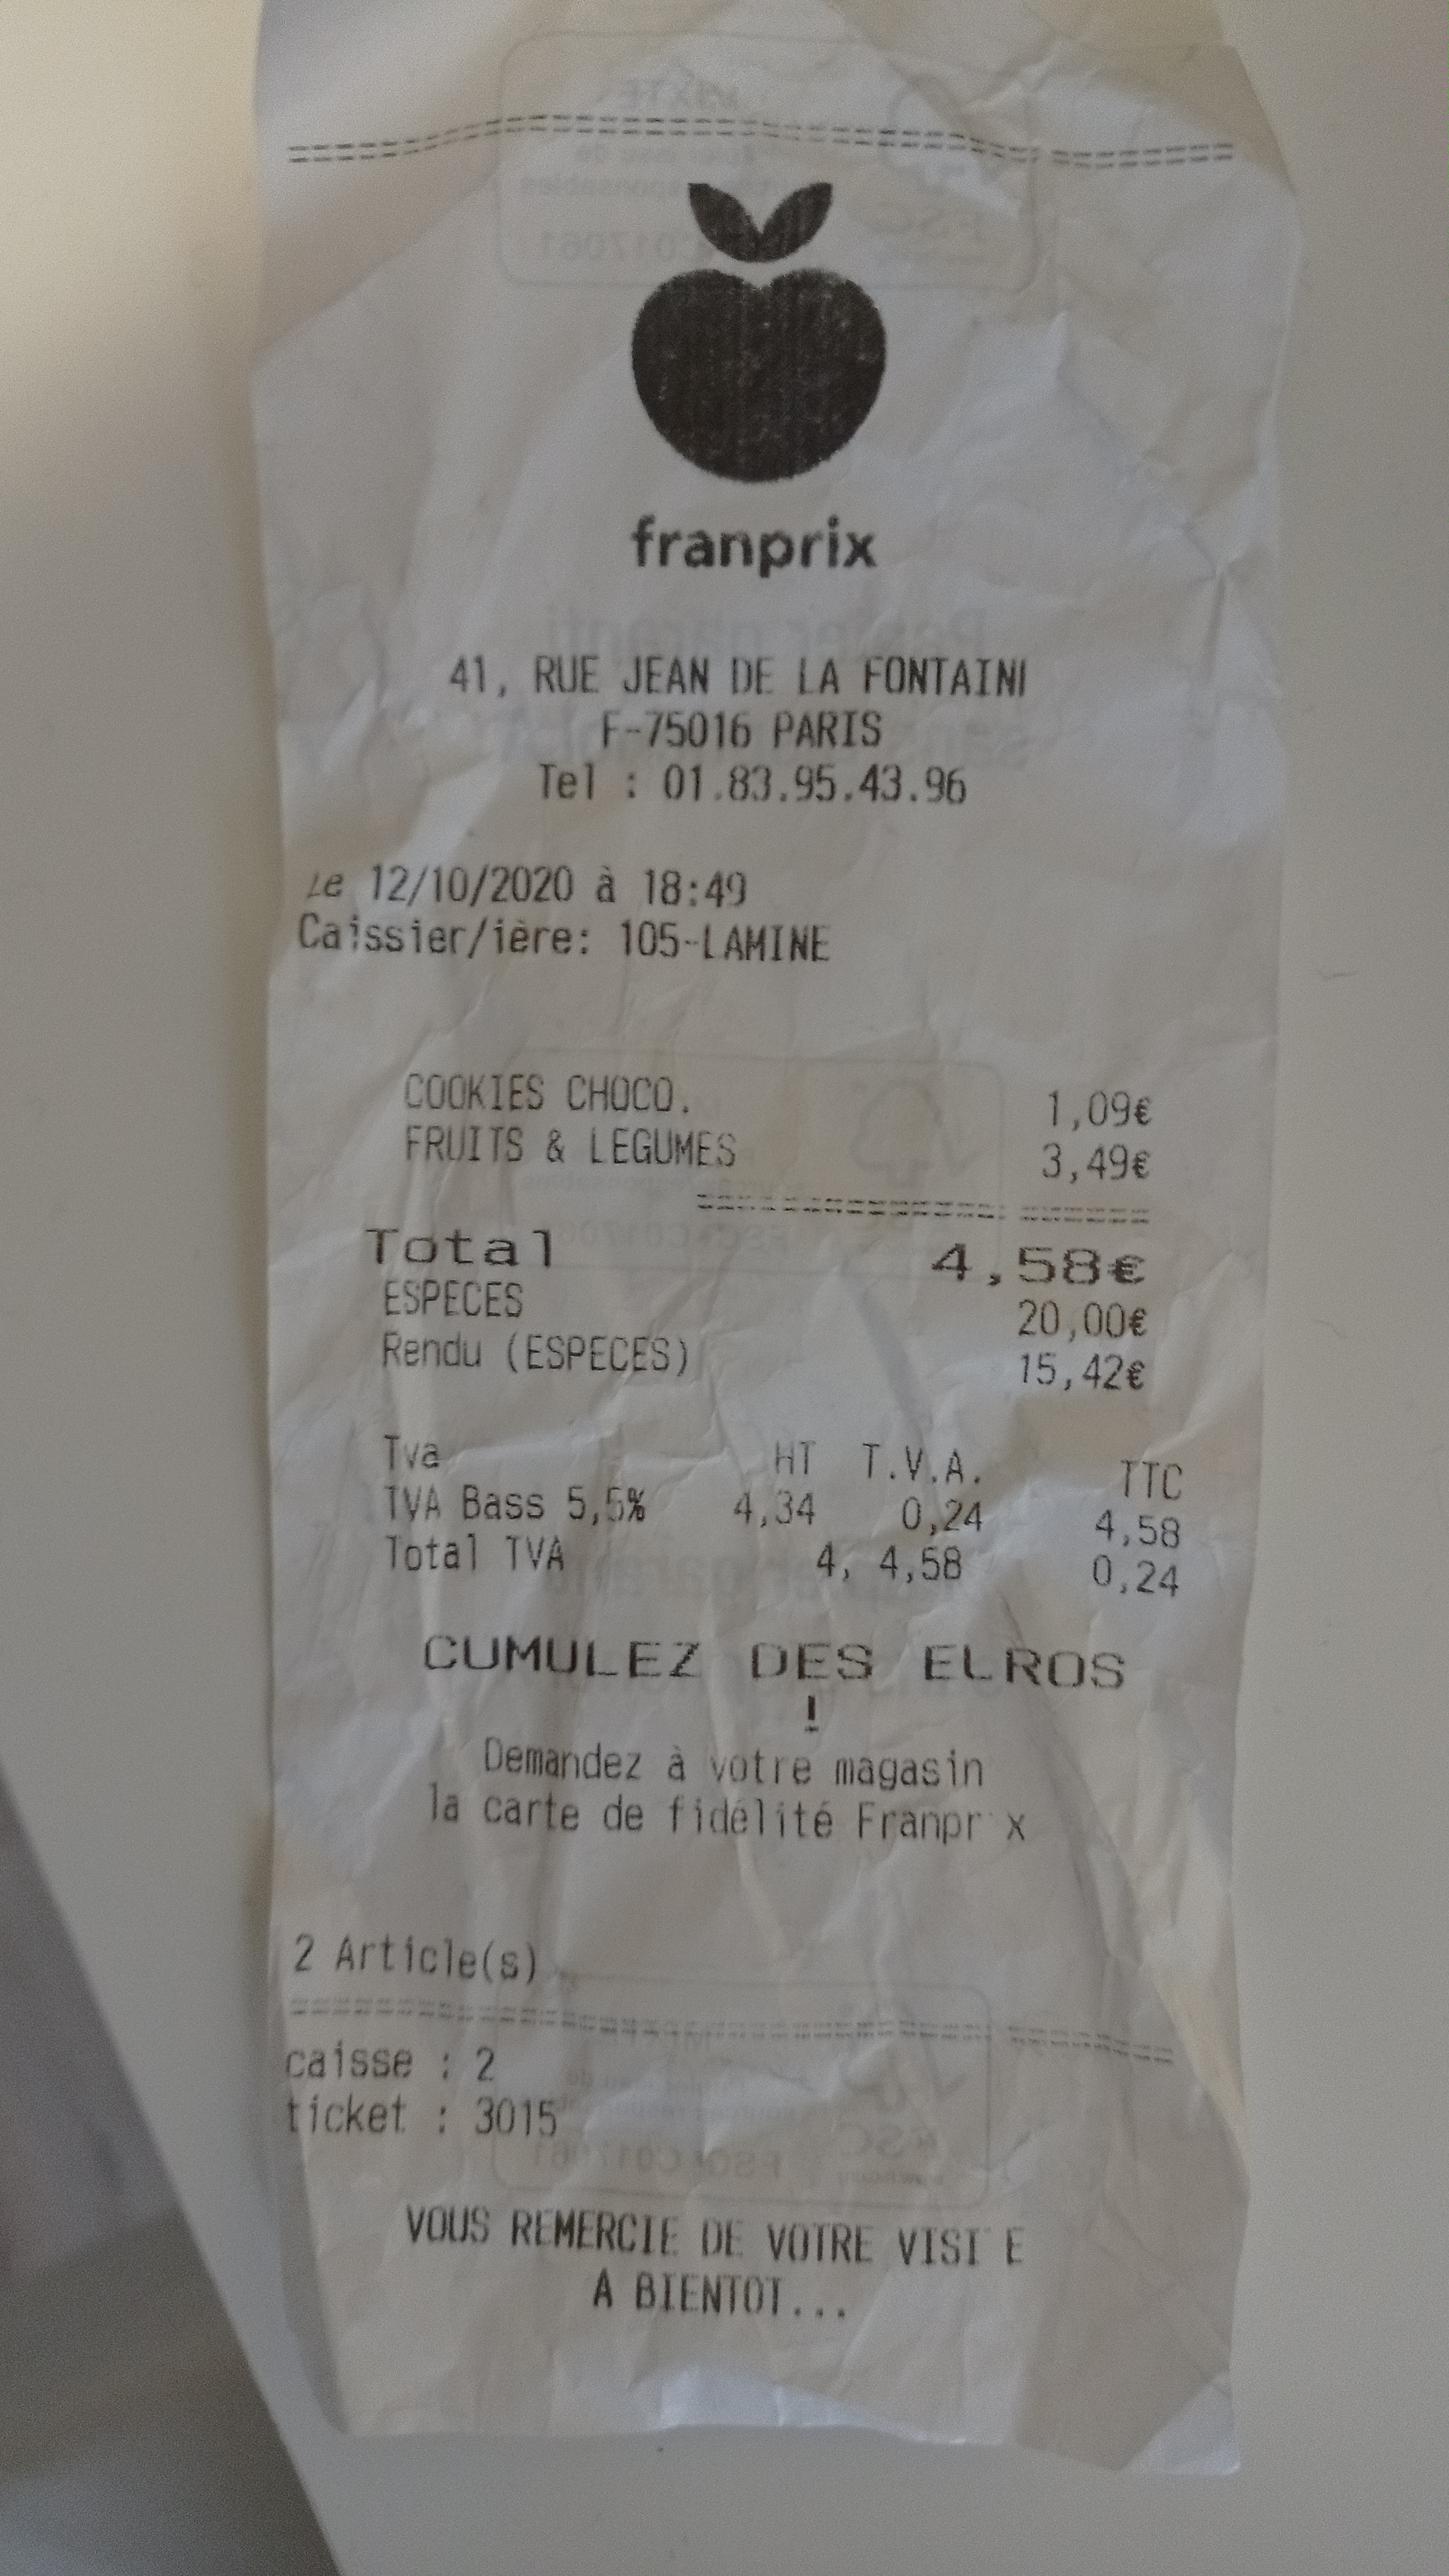 franprix
41, RUE JEAN DE LA FONTAINI
F-75016 PARIS
Tel : 01.83.95.43.96
Le 12/10/2020 à 18:49
Caissier/ière: 105-LAMINE
COOKIES CHOCO. 1,09€
FRUITS & LEGUMES 3,49€
Total 4,58€
ESPECES 20,00€
Rendu (ESPECES) 15,42€
Tva HT T.V.A. TTC
TVA Bass 5,5% 4,34 0,24 4,58
Total TVA 4, 4,58 0,24
CUMULEZ DES ELROS
!
Demandez à votre magasin
la carte de fidélité Franpr x
2 Article(s)
caisse : 2
ticket : 3015
VOUS REMERCIE DE VOTRE VISI E
A BIENTOT...